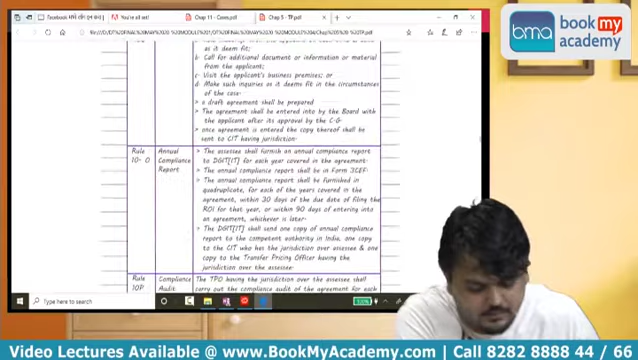 Facebook
You're all set!
Chap 11 - Coom.pdf
Chap 5 - TP.pdf
book my
academy
bma
as it deem fit;
b. Call for additional document or information or material
from the applicant;
c. Visit the applicant's business premises; or
d. Make such inquiries as it deems fit in the circumstances
of the case.
> a draft agreement shall be prepared
> The agreement shall be entered into by the Board with
the applicant after its approval by the C.G.
> once agreement is entered the copy thereof shall be
sent to CIT having jurisdiction.
Rule
10- O
Annual
Compliance
Report
> The assessee shall furnish an annual compliance report
to DGIT[IT] for each year covered in the agreement.
> The annual compliance report shall be in Form 3CEF.
> The annual compliance report shall be furnished in
quadruplicate, for each of the years covered in the
agreement, within 30 days of the due date of filing the
ROI for that year, or within 90 days of entering into
an agreement, whichever is later.
> The DGIT[IT] shall send one copy of annual compliance
report to the competent authority in India, one copy
to the CIT who has the jurisdiction over assessee & one
copy to the Transfer Pricing Officer having the
jurisdiction over the assessee.
Rule
10P
Compliance
Audit
The TPO having the jurisdiction over the assessee shall
carry out the compliance audit of the agreement for each
Type here to search
Video Lectures Available @ www.BookMyAcademy.com | Call 8282 8888 44 / 66